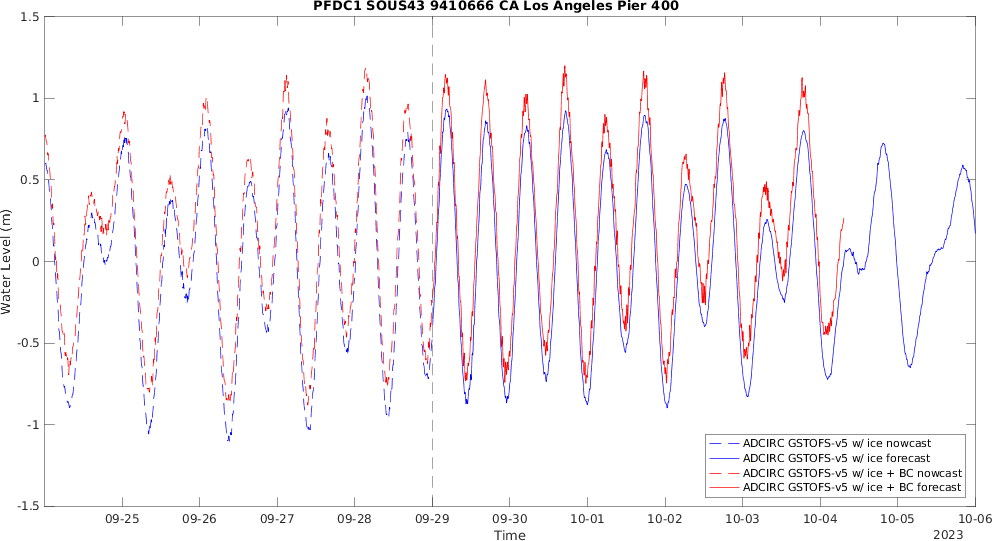 PFDC1 SOUS43 9410666 CA Los Angeles Pier 400
1.5
1
0.5
0
-0.5
-1
-1.5
Water Level (m)
ADCIRC GSTOFS-v5 w/ ice nowcast
ADCIRC GSTOFS-v5 w/ ice forecast
ADCIRC GSTOFS-v5 w/ ice + BC nowcast
ADCIRC GSTOFS-v5 w/ ice + BC forecast
09-25 09-26 09-27 09-28 09-29 09-30 10-01 10-02 10-03 10-04 10-05 10-06
Time
2023